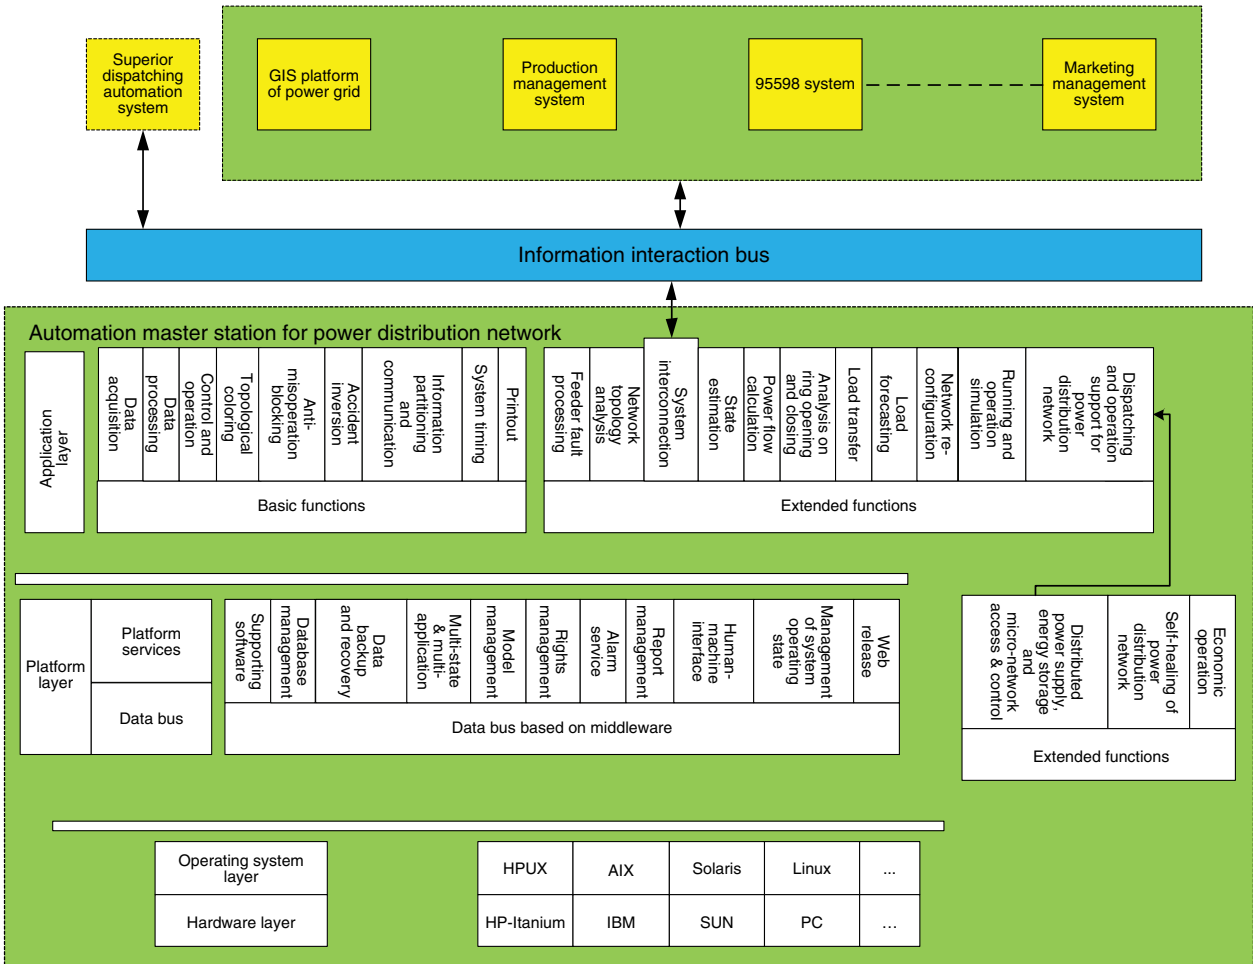 Superior
dispatching
automation
system
GIS platform
of power grid
Production
management
system
95598 system
Marketing
management
system
Information interaction bus
Automation master station for power distribution network
Application
layer
Data
acquisition
Data
processing
Control and
operation
Topological
coloring
Anti-
misoperation
blocking
Accident
inversion
Information
partitioning
and
communication
System timing
Printout
Basic functions
Feeder fault
processing
Network
topology
analysis
System
interconnection
State
estimation
Power flow
calculation
Analysis on
ring opening
and closing
Load transfer
Load
forecasting
Network re-
configuration
Running and
operation
simulation
Dispatching
and operation
support for
power
distribution
network
Extended functions
Platform
layer
Platform
services
Data bus
Supporting
software
Database
management
Data
backup
and recovery
Multi-state
& multi-
application
Model
management
Rights
management
Alarm
service
Report
management
Human-
machine
interface
Management
of system
operating
state
Web
release
Data bus based on middleware
Distributed
power supply,
energy storage
and
micro-network
access & control
Self-healing of
power
distribution
network
Economic
operation
Extended functions
Operating system
layer
HPUX
AIX
Solaris
Linux
...
Hardware layer
HP-Itanium
IBM
SUN
PC
...